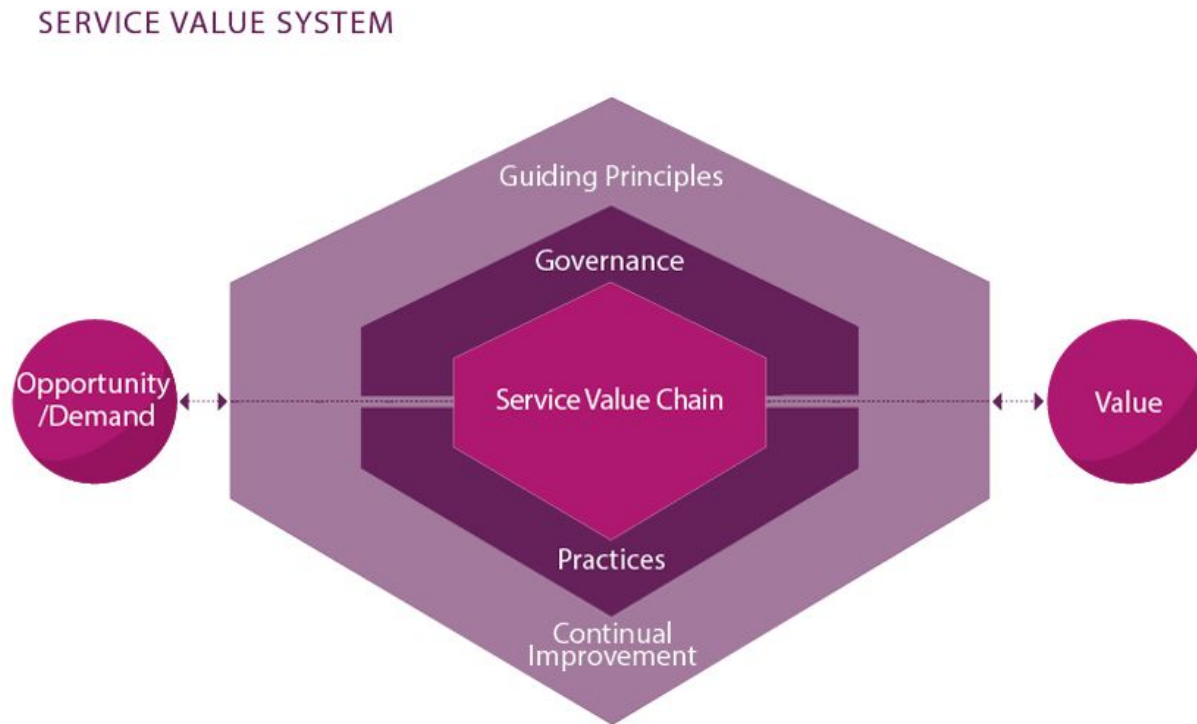 SERVICE VALUE SYSTEM
Guiding Principles
Governance
Opportunity
/Demand
Service Value Chain
Value
Practices
Continual
Improvement